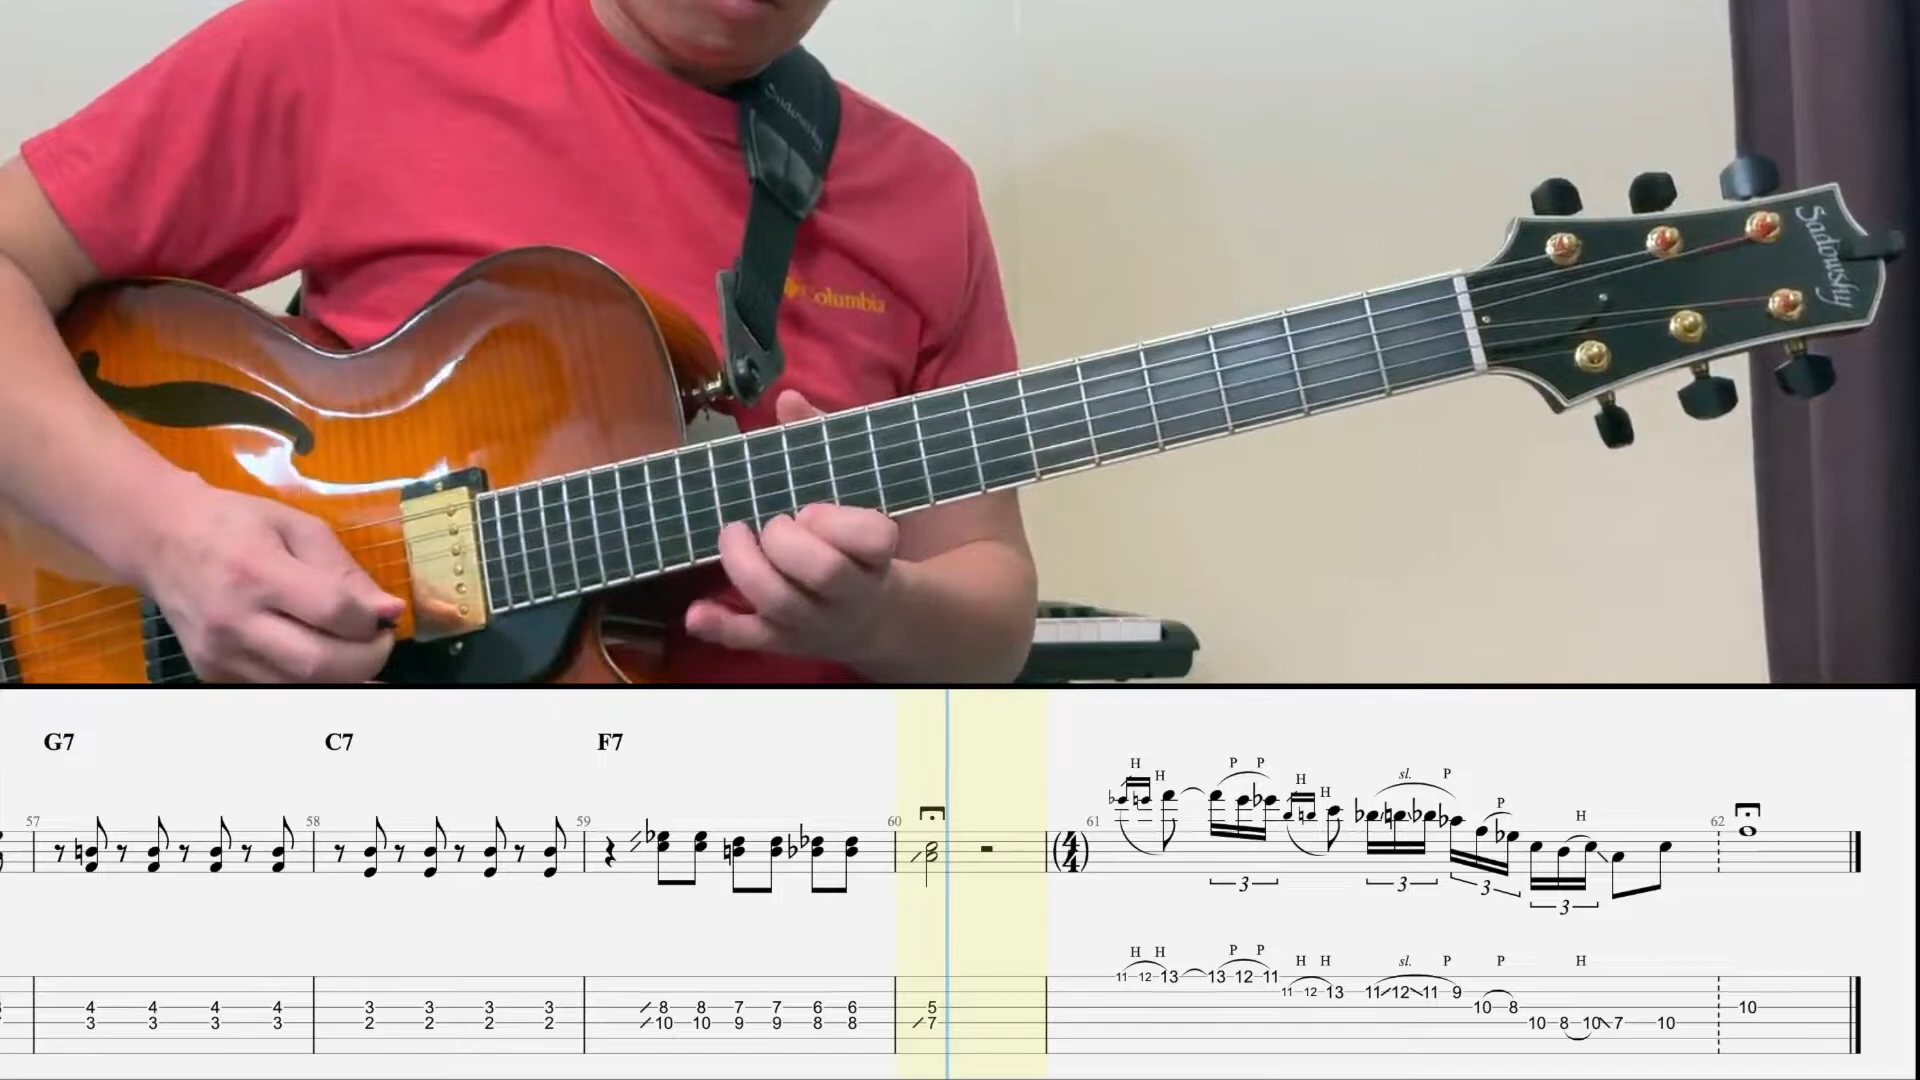 Sadowsky
Sadowsky
Columbia
G7 C7 F7
H H P P H H sl. P P H
57 58 59 60 61 62
4
4
3 3 3 3
H H P P H H sl. P P H
11 12 13 13 12 11
11 12 13 11 12 11 9
4 4 4 4 3 3 3 3 8 8 7 7 6 6 5 10 8 10
3 3 3 3 2 2 2 2 10 10 9 9 8 8 7 10 8 10 7 10